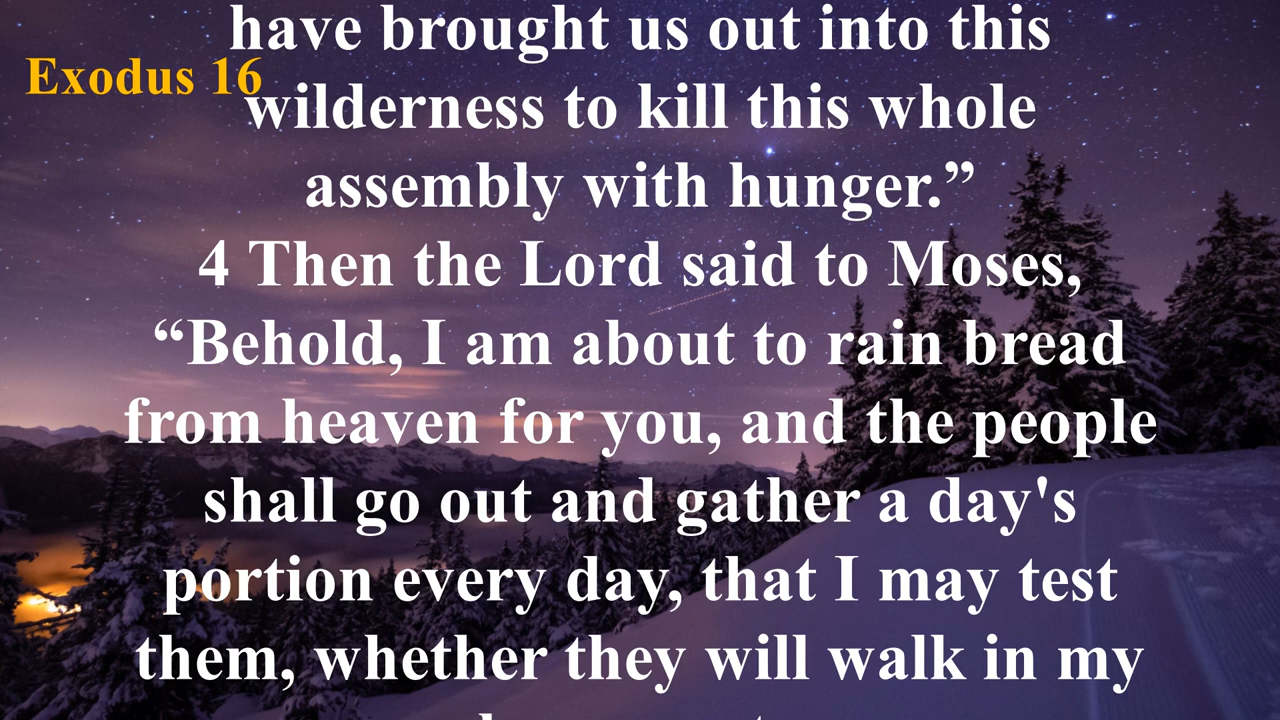 have brought us out into this
Exodus 16
wilderness to kill this whole
assembly with hunger.”
4 Then the Lord said to Moses,
“Behold, I am about to rain bread
from heaven for you, and the people
shall go out and gather a day's
portion every day, that I may test
them, whether they will walk in my